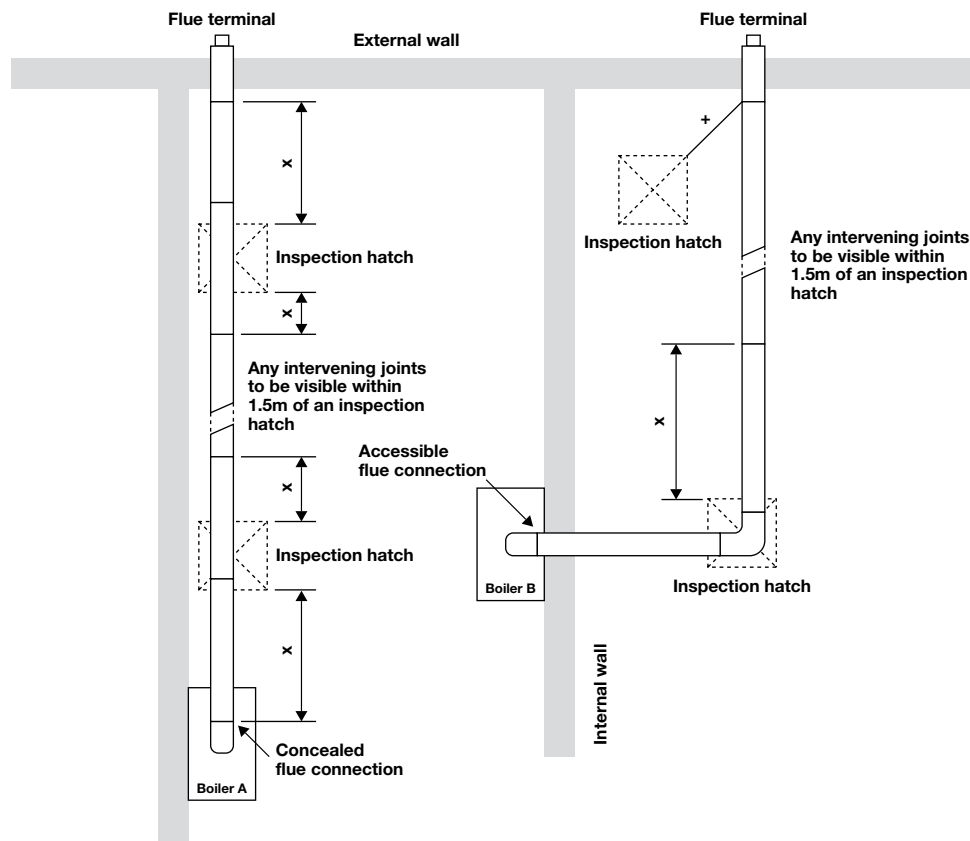 Flue terminal
External wall
Flue terminal
+
x
Inspection hatch
Inspection hatch
Any intervening joints
to be visible within
1.5m of an inspection
hatch
x
Any intervening joints
to be visible within
1.5m of an inspection
hatch
x
Accessible
flue connection
x
Inspection hatch
Boiler B
Inspection hatch
x
Internal wall
Concealed
flue connection
Boiler A